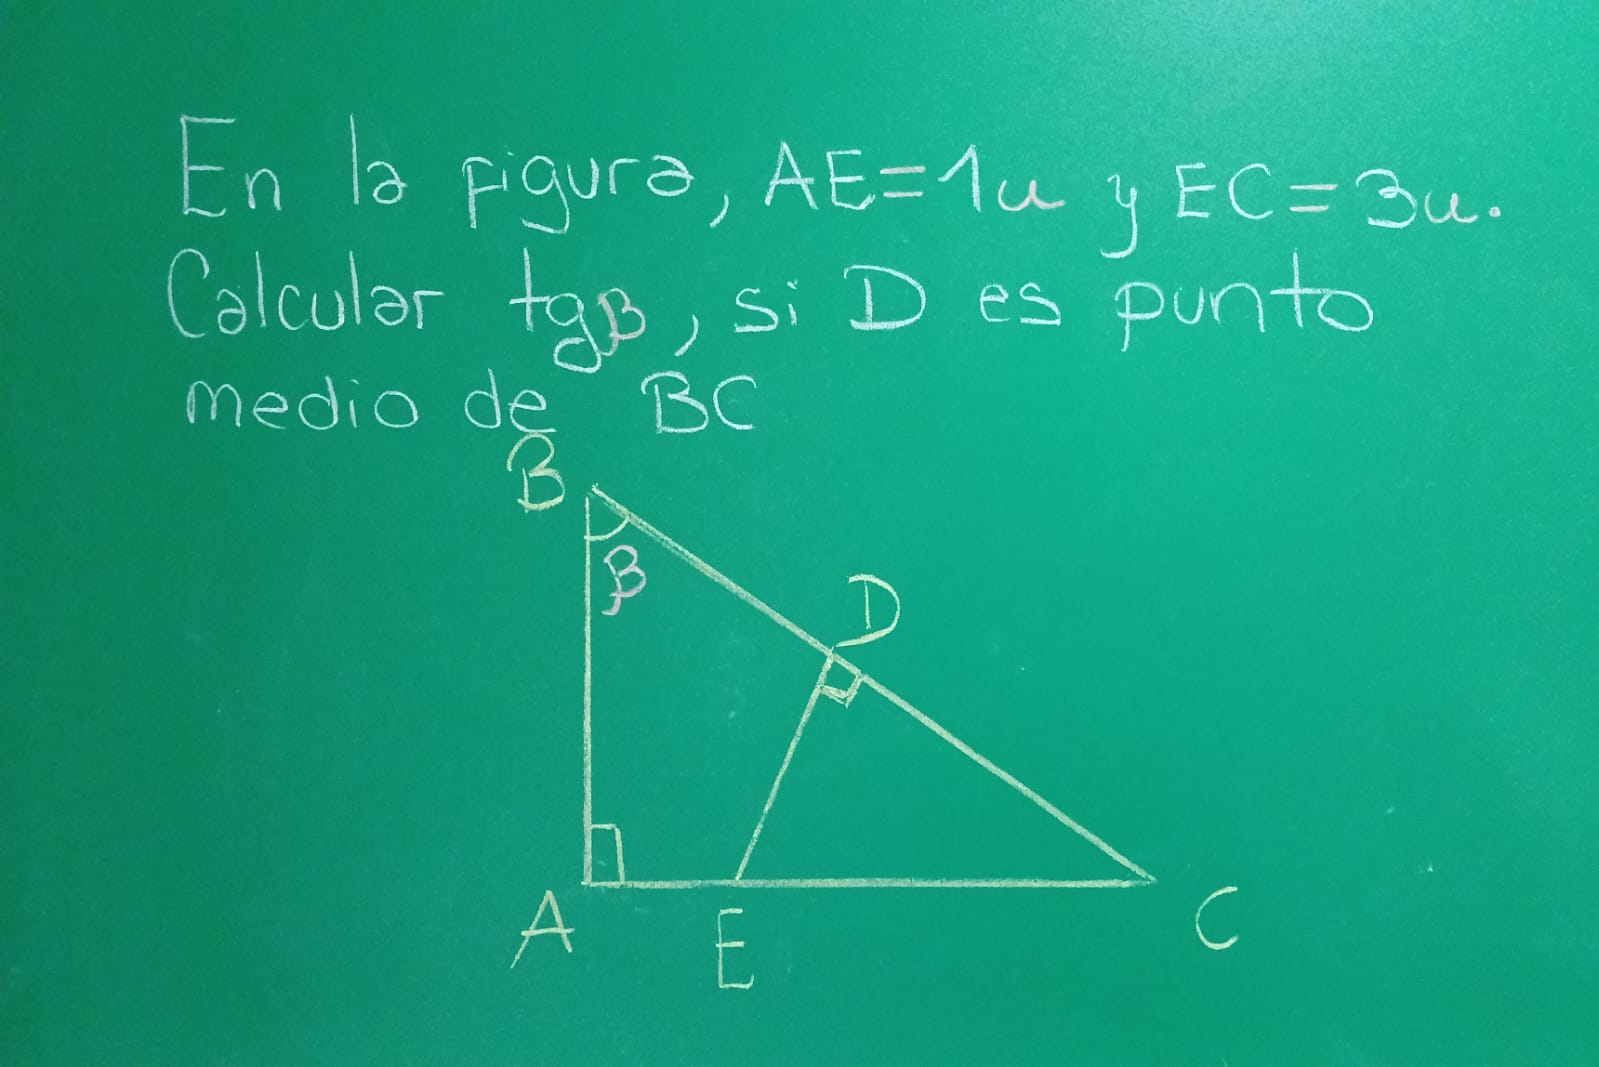 En la figura, AE=1u y EC=3u.
Calcular tgβ, si D es punto
medio de BC
B
β
D
A
E
C